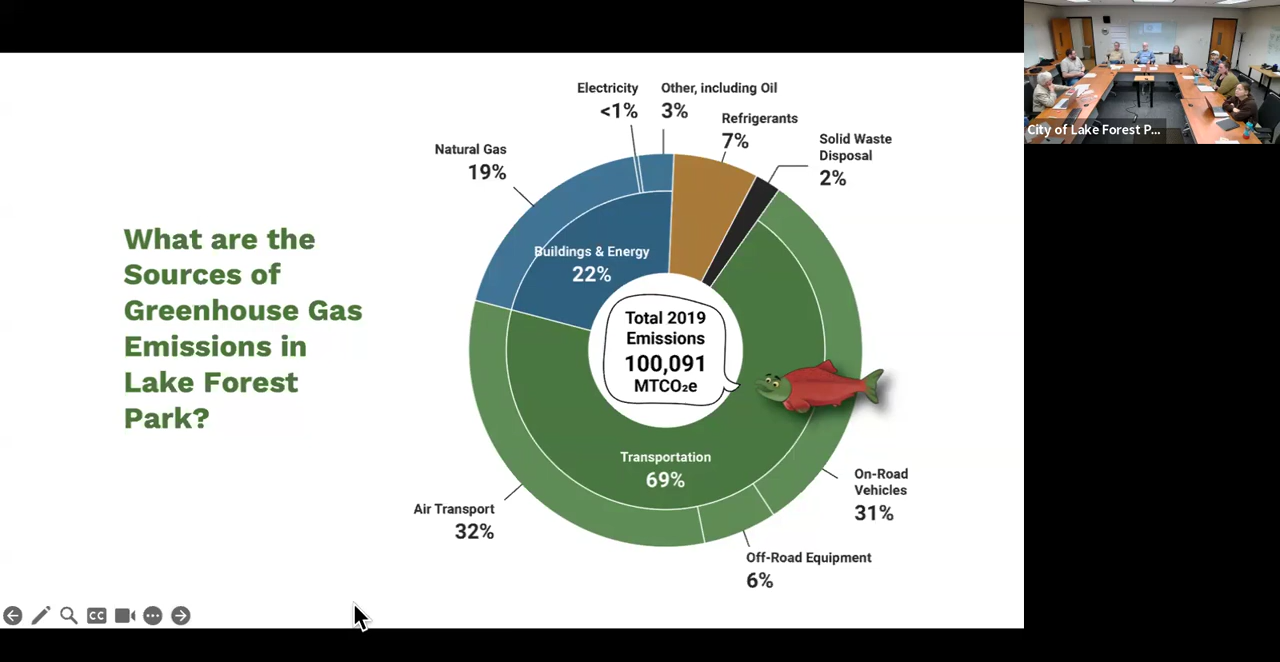 What are the
Sources of
Greenhouse Gas
Emissions in
Lake Forest
Park?
Electricity
<1%
Other, including Oil
3%
Refrigerants
7%
Solid Waste
Disposal
2%
Natural Gas
19%
Buildings & Energy
22%
Total 2019
Emissions
100,091
MTCO₂e
Transportation
69%
On-Road
Vehicles
31%
Air Transport
32%
Off-Road Equipment
6%
CC
City of Lake Forest P...